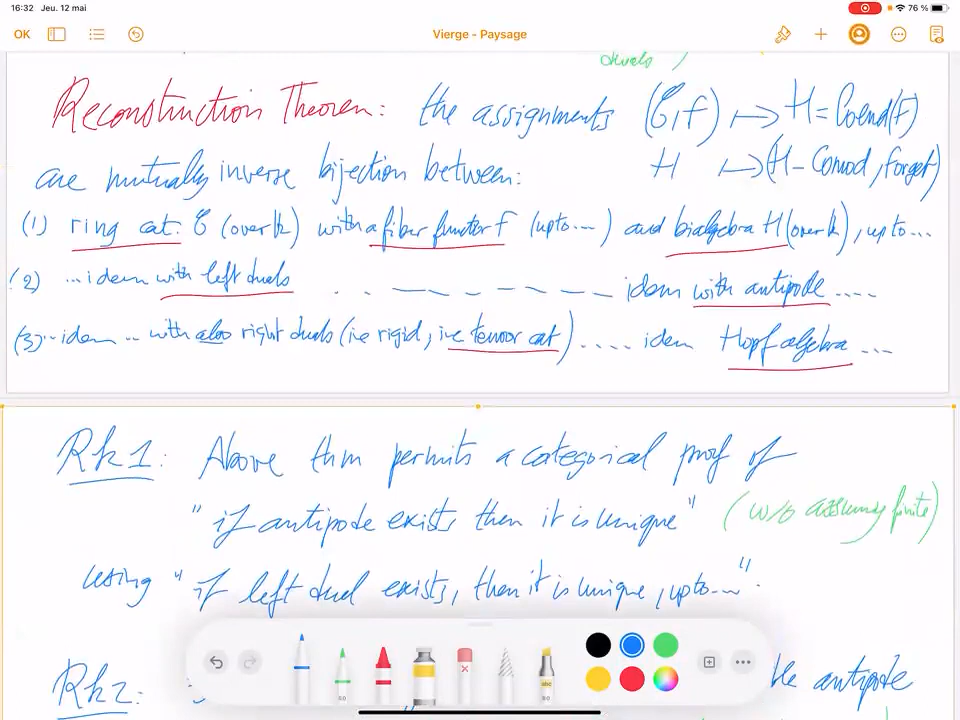 16:32 Jeu. 12 mai
76 %
OK
Vierge - Paysage
duals )
Reconstruction Theorem: the assignments (C, F) ↦ H = Coend(F)
are mutually inverse bijection between: H ↦ (H-Comod, forget)
(1) ring cat. C (over k) with a fiber functor F (up to ...) and bialgebra H (over k), up to ...
(2) ... idem with left duals .. ------- idem with antipode ....
(3) .. idem .. with also right duals (ie rigid, ie tensor cat) ..... idem Hopf algebra ...
Rk1: Above thm permits a categorical proof of
"if antipode exists then it is unique" (w/o assuming finite)
using "if left dual exists, then it is unique, up to ..."
Rk2: the antipode